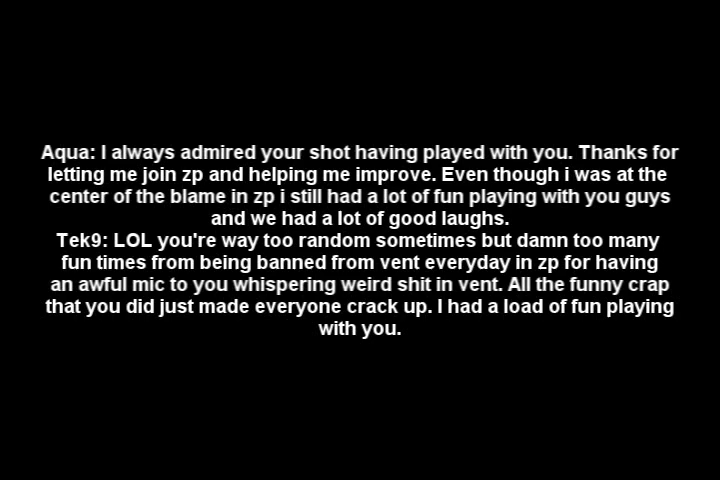 Aqua: I always admired your shot having played with you. Thanks for
letting me join zp and helping me improve. Even though i was at the
center of the blame in zp i still had a lot of fun playing with you guys
and we had a lot of good laughs.
Tek9: LOL you're way too random sometimes but damn too many
fun times from being banned from vent everyday in zp for having
an awful mic to you whispering weird shit in vent. All the funny crap
that you did just made everyone crack up. I had a load of fun playing
with you.